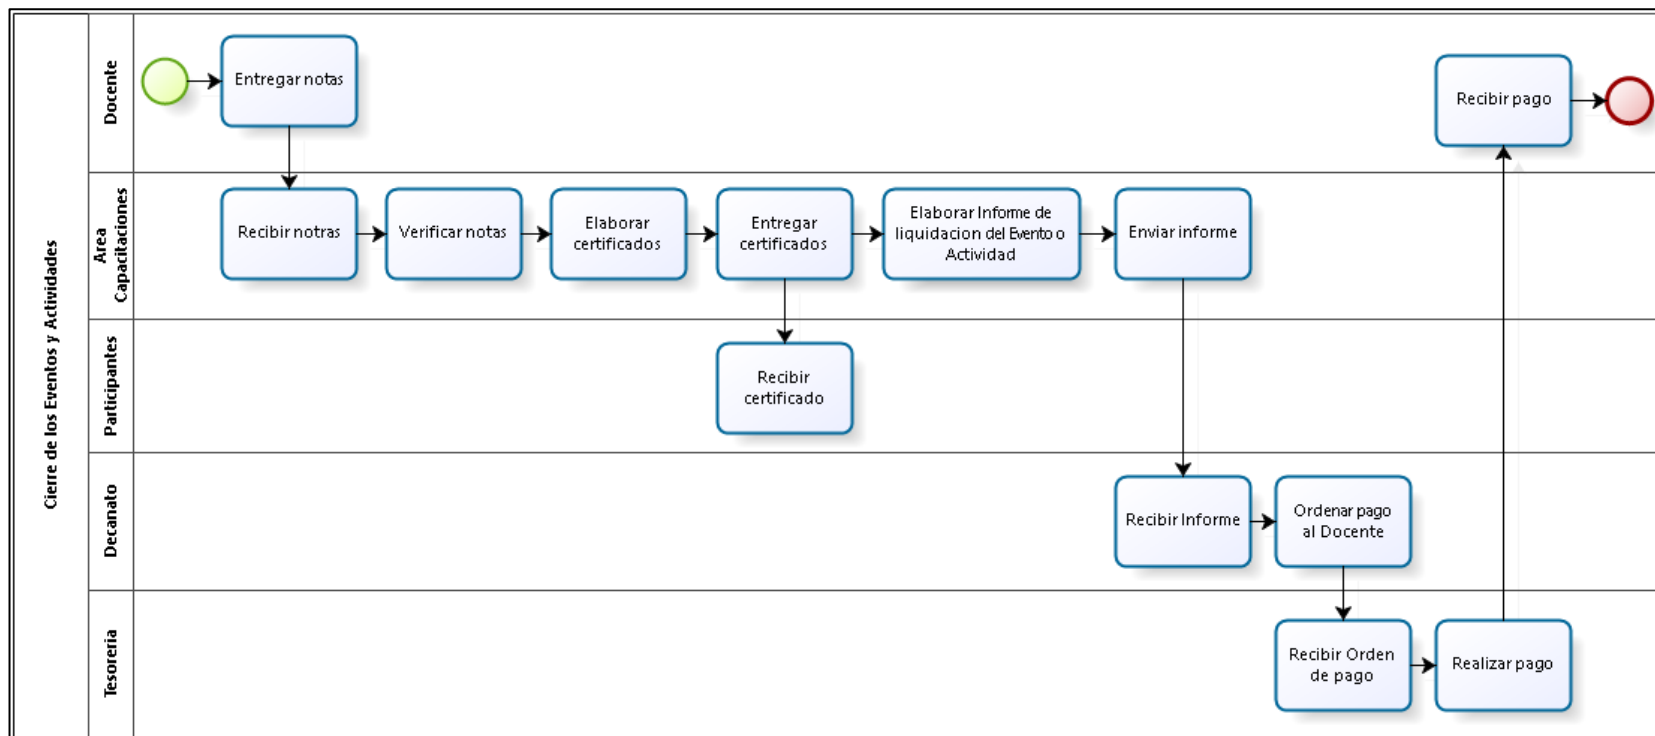 Cierre de los Eventos y Actividades
Docente
Entregar notas
Recibir pago
Area
Capacitaciones
Recibir notras
Verificar notas
Elaborar
certificados
Entregar
certificados
Elaborar Informe de
liquidacion del Evento o
Actividad
Enviar informe
Participantes
Recibir
certificado
Decanato
Recibir Informe
Ordenar pago
al Docente
Tesoreria
Recibir Orden
de pago
Realizar pago